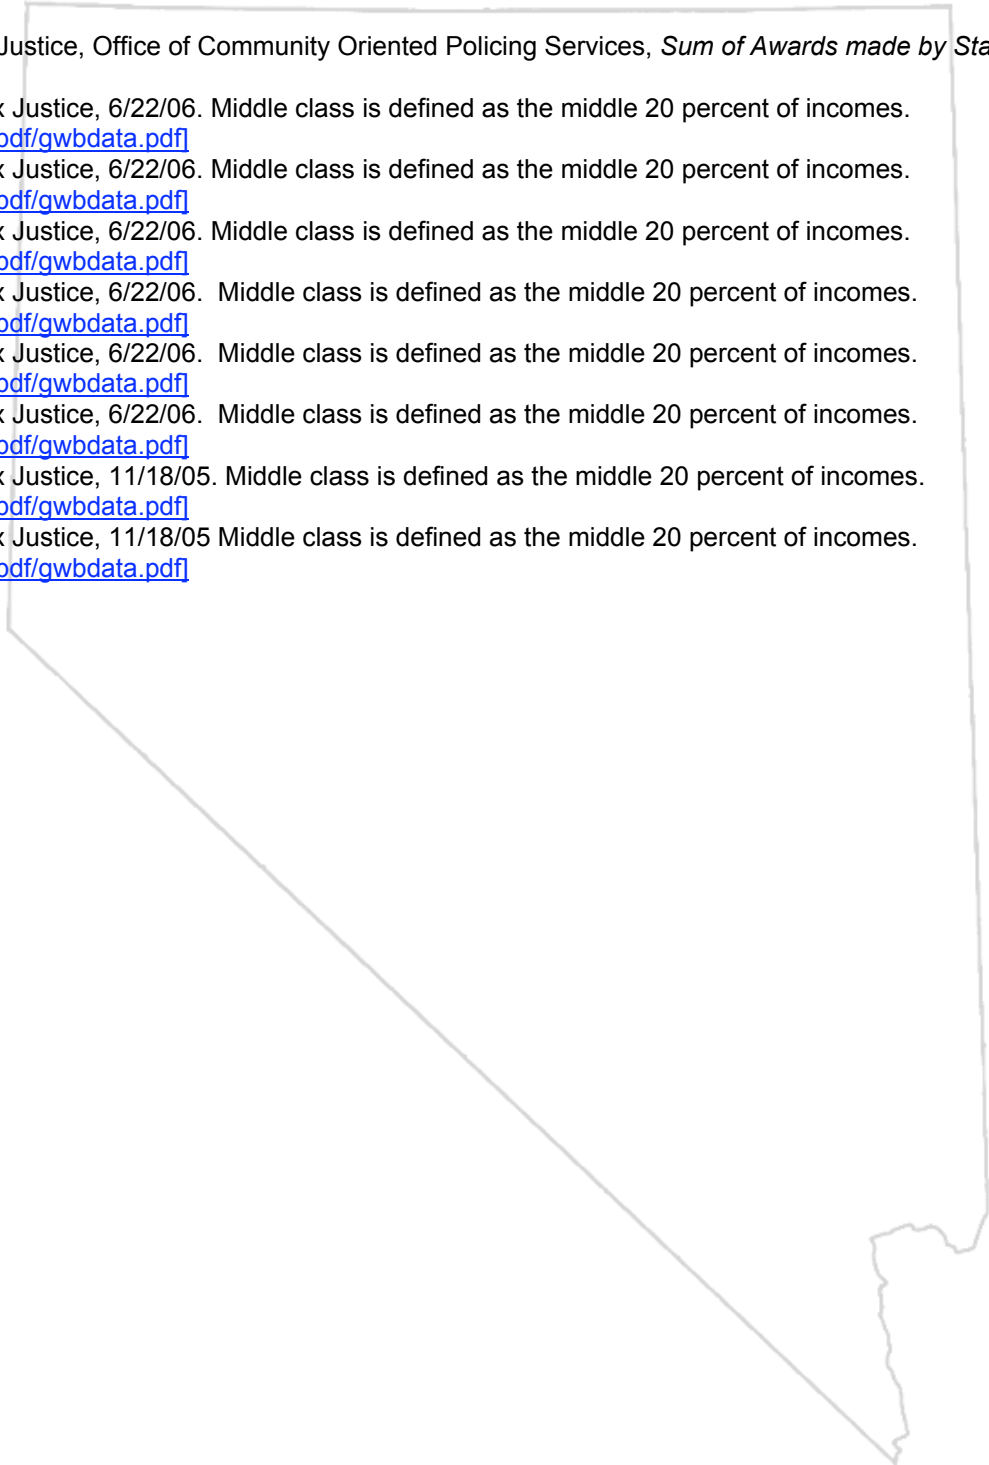 Justice, Office of Community Oriented Policing Services, Sum of Awards made by Sta
x Justice, 6/22/06. Middle class is defined as the middle 20 percent of incomes.
pdf/gwbdata.pdf]
x Justice, 6/22/06. Middle class is defined as the middle 20 percent of incomes.
pdf/gwbdata.pdf]
x Justice, 6/22/06. Middle class is defined as the middle 20 percent of incomes.
pdf/gwbdata.pdf]
x Justice, 6/22/06.  Middle class is defined as the middle 20 percent of incomes.
pdf/gwbdata.pdf]
x Justice, 6/22/06.  Middle class is defined as the middle 20 percent of incomes.
pdf/gwbdata.pdf]
x Justice, 6/22/06.  Middle class is defined as the middle 20 percent of incomes.
pdf/gwbdata.pdf]
x Justice, 11/18/05. Middle class is defined as the middle 20 percent of incomes.
pdf/gwbdata.pdf]
x Justice, 11/18/05 Middle class is defined as the middle 20 percent of incomes.
pdf/gwbdata.pdf]